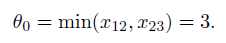 θ₀ = min(x₁₂, x₂₃) = 3.